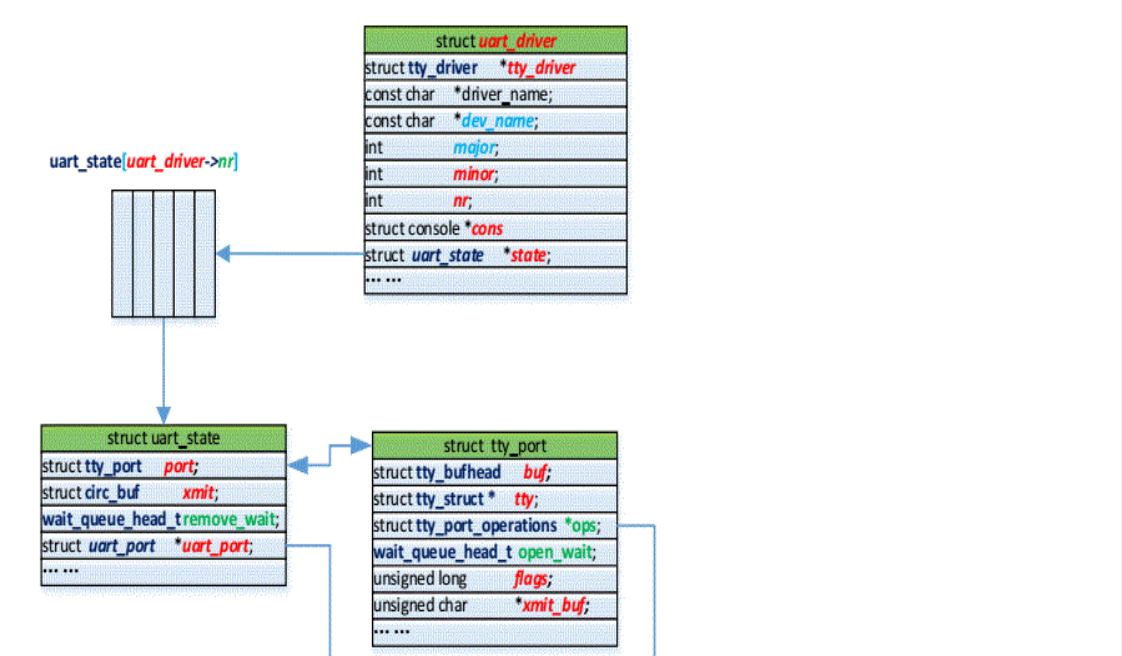 struct uart_driver
struct tty_driver *tty_driver
const char *driver_name;
const char *dev_name;
int major;
int minor;
int nr;
struct console *cons
struct uart_state *state;
... ...
uart_state[uart_driver->nr]
struct uart_state
struct tty_port port;
struct circ_buf xmit;
wait_queue_head_t remove_wait;
struct uart_port *uart_port;
... ...
struct tty_port
struct tty_bufhead buf;
struct tty_struct * tty;
struct tty_port_operations *ops;
wait_queue_head_t open_wait;
unsigned long flags;
unsigned char *xmit_buf;
... ...